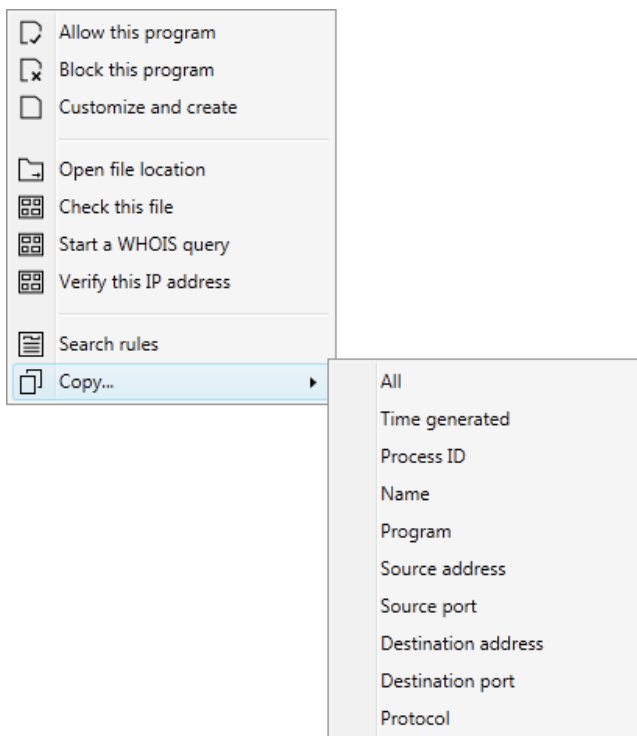 Allow this program
Block this program
Customize and create
Open file location
Check this file
Start a WHOIS query
Verify this IP address
Search rules
Copy...
All
Time generated
Process ID
Name
Program
Source address
Source port
Destination address
Destination port
Protocol